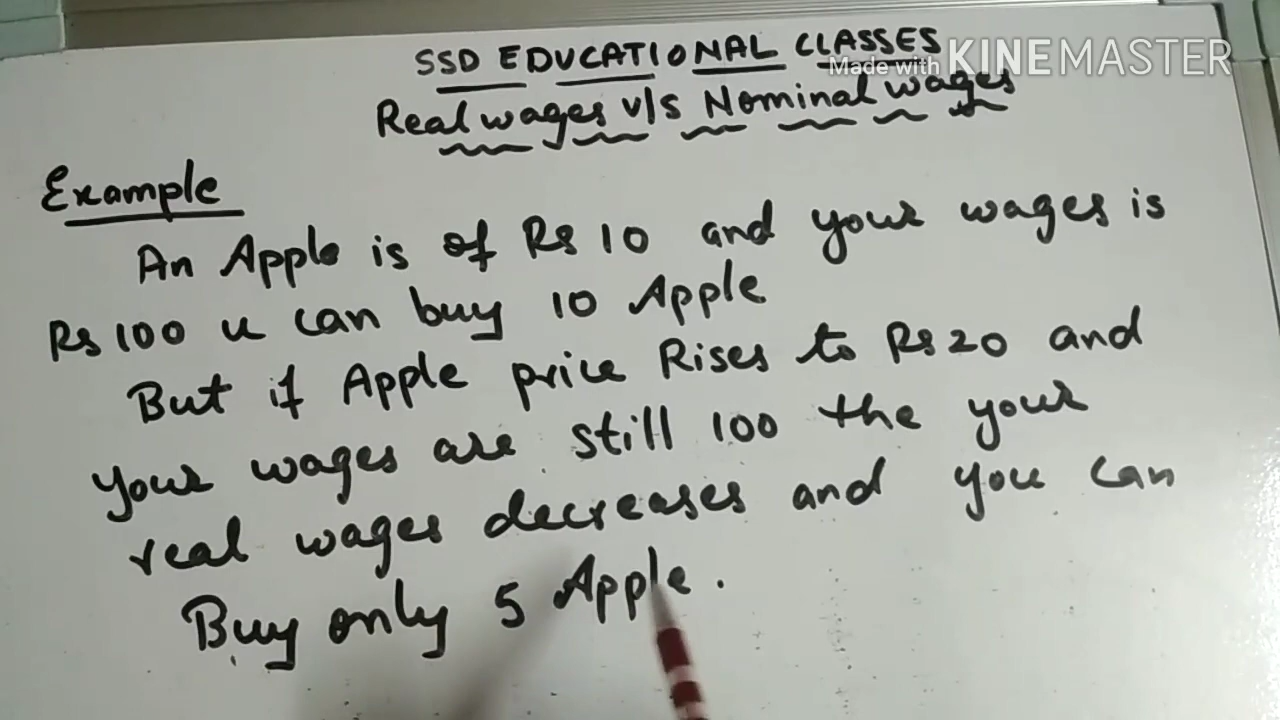 SSD EDUCATIONAL CLASSES
Made with KINEMASTER
Real wages v/s Nominal wages
Example
An Apple is of Rs 10 and your wages is
Rs 100 u can buy 10 Apple
But if Apple price Rises to Rs 20 and
your wages are still 100 the your
real wages decreases and you can
Buy only 5 Apple.